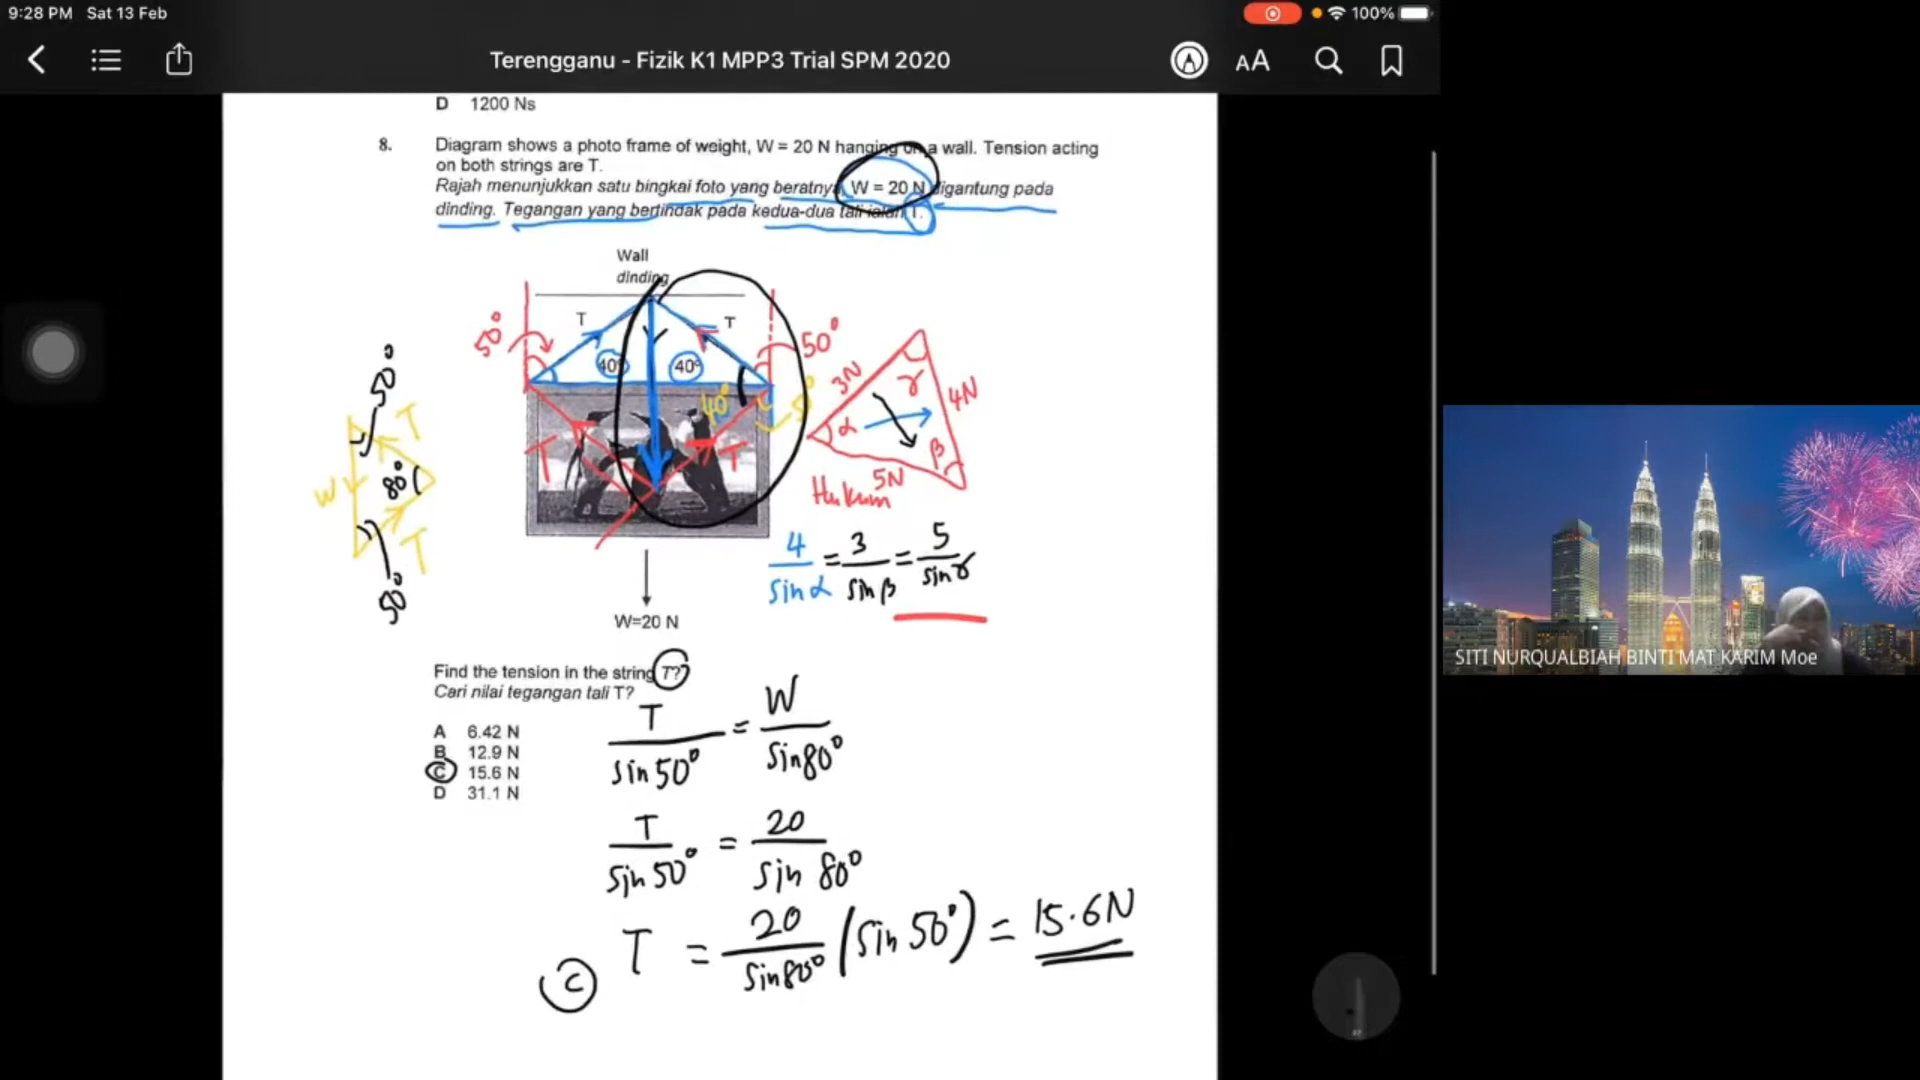 9:28 PM Sat 13 Feb
100%
Terengganu - Fizik K1 MPP3 Trial SPM 2020
AA
D 1200 Ns
8. Diagram shows a photo frame of weight, W = 20 N hanging on a wall. Tension acting
on both strings are T.
Rajah menunjukkan satu bingkai foto yang beratnya W = 20 N digantung pada
dinding. Tegangan yang bertindak pada kedua-dua tali ialah T.
Wall
dinding
T T
50° 50°
40° 40°
40°
T T
50°
T
W 80°
T
50°
3N γ 4N
α β
5N
Hukum
4/sin α = 3/sin β = 5/sin γ
W=20 N
Find the tension in the string T?
Cari nilai tegangan tali T?
A 6.42 N
B 12.9 N
C 15.6 N
D 31.1 N
T/sin 50° = W/sin 80°
T/sin 50° = 20/sin 80°
T = 20/sin 80° (sin 50°) = 15.6N
C
SITI NURQUALBIAH BINTI MAT KARIM Moe